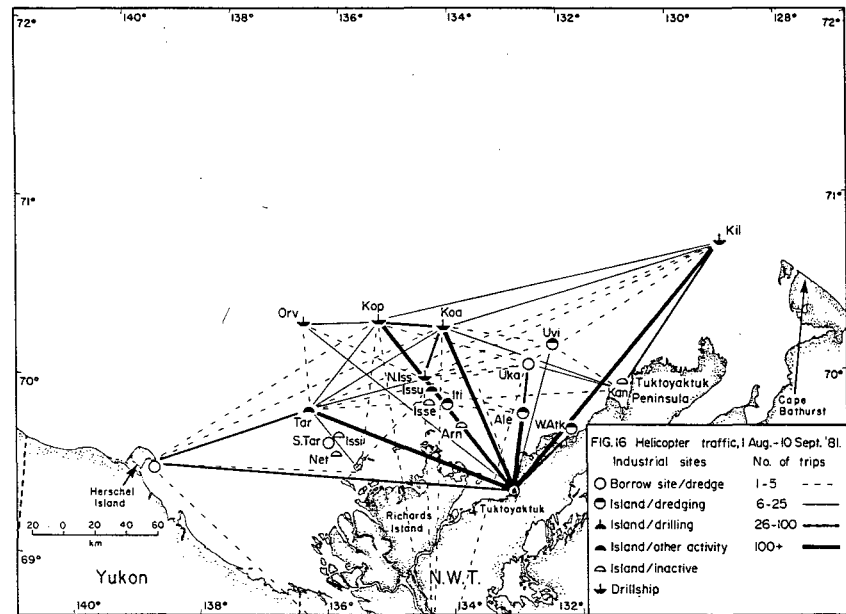 72°
140°
138°
136°
134°
132°
130°
72°
71°
71°
Kil
Orv
Kop
Koa
Uvi
70°
70°
N.Iss
Issu
Isse
Iti
Uka
Kan
Tuktoyaktuk
Peninsula
Cape
Bathurst
Tar
S.Tar
Issi
Net
Arn
Ale
W.Atk
Herschel
Island
Richards
Island
Tuktoyaktuk
20 0 20 40 60
km
69°
Yukon
N.W.T.
140°
138°
136°
134°
132°
FIG.16 Helicopter traffic, 1 Aug.-10 Sept. '81.
Industrial sites No. of trips
Borrow site/dredge 1-5
Island/dredging 6-25
Island/drilling 26-100
Island/other activity 100+
Island/inactive
Drillship